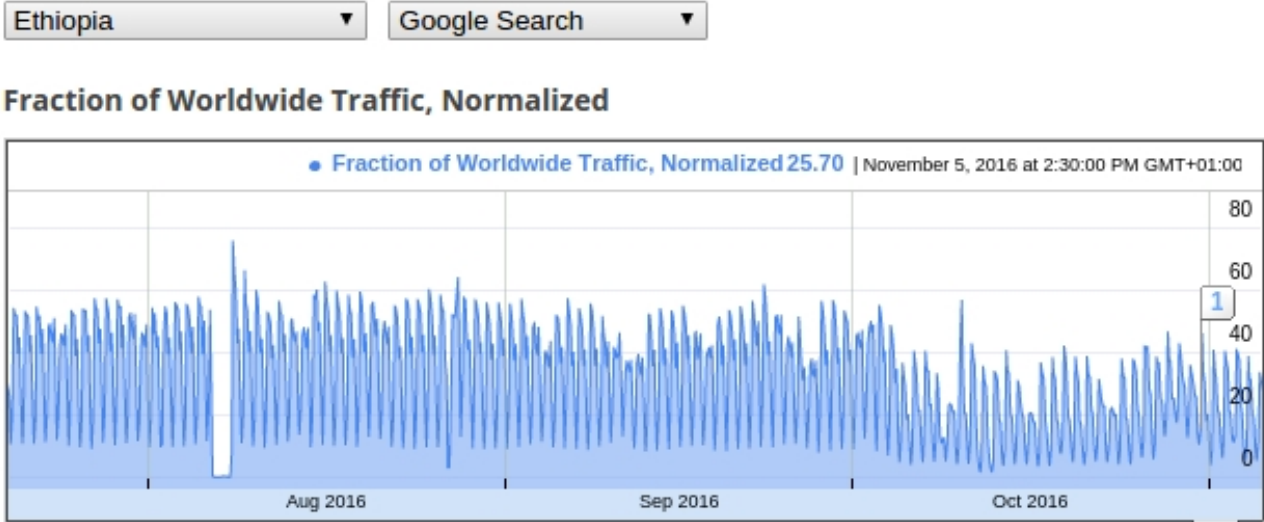 Ethiopia ▼ Google Search ▼
Fraction of Worldwide Traffic, Normalized
● Fraction of Worldwide Traffic, Normalized 25.70 | November 5, 2016 at 2:30:00 PM GMT+01:00
80
60
1
40
20
0
Aug 2016 Sep 2016 Oct 2016